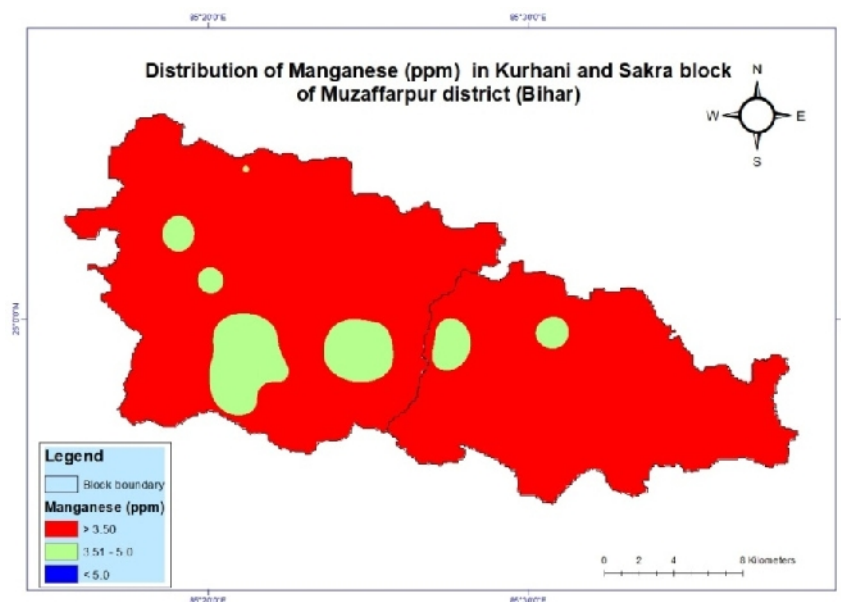 Distribution of Manganese (ppm) in Kurhani and Sakra block
of Muzaffarpur district (Bihar)
N
W E
S
Legend
Block boundary
Manganese (ppm)
> 3.50
3.51 - 5.0
< 5.0
0 2 4 8 Kilometers